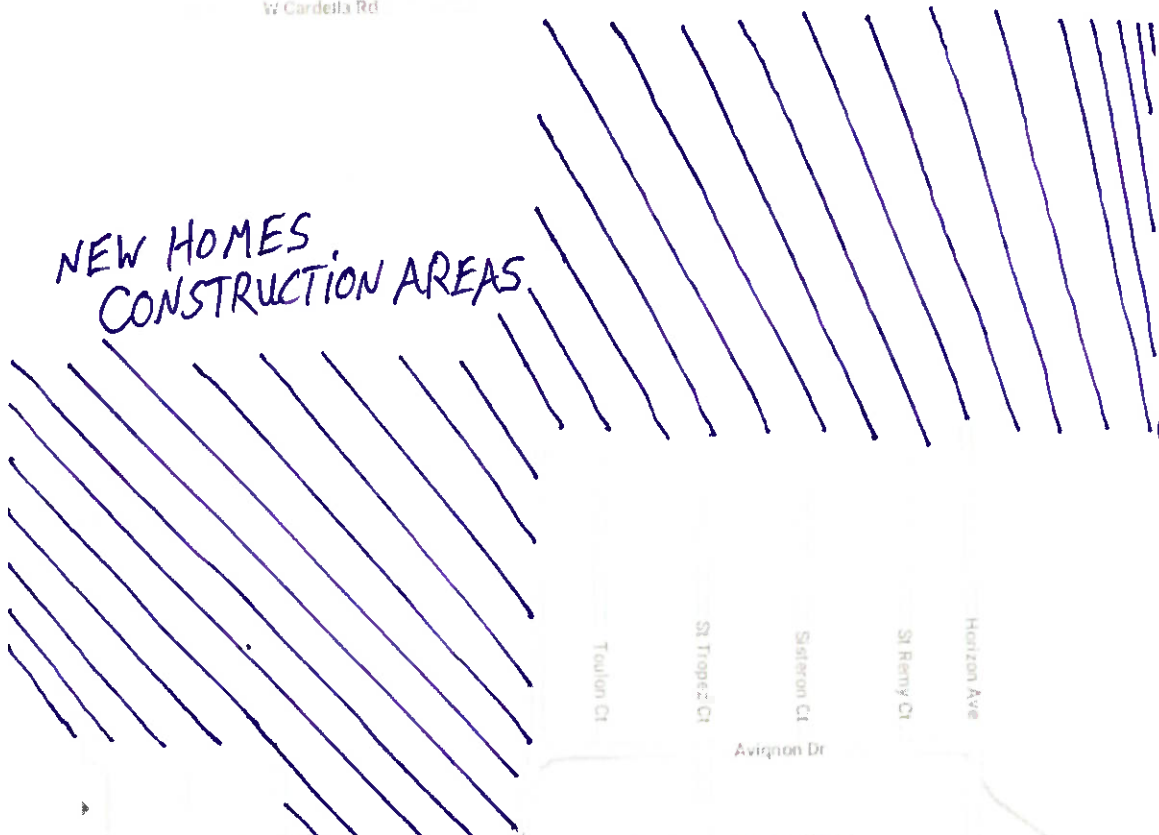 W Cardella Rd
NEW HOMES
CONSTRUCTION AREAS
Toulon Ct
St Tropez Ct
Sisteron Ct
St Remy Ct
Horizon Ave
Avignon Dr